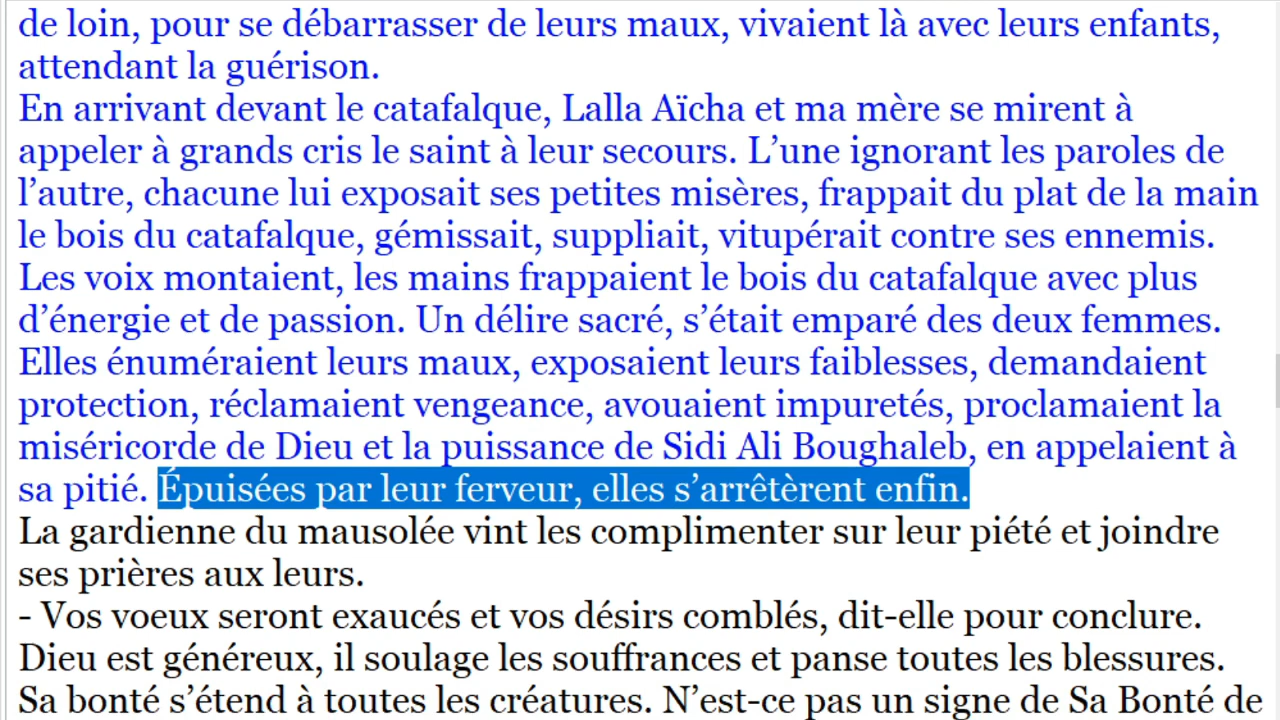 de loin, pour se débarrasser de leurs maux, vivaient là avec leurs enfants,
attendant la guérison.
En arrivant devant le catafalque, Lalla Aïcha et ma mère se mirent à
appeler à grands cris le saint à leur secours. L’une ignorant les paroles de
l’autre, chacune lui exposait ses petites misères, frappait du plat de la main
le bois du catafalque, gémissait, suppliait, vitupérait contre ses ennemis.
Les voix montaient, les mains frappaient le bois du catafalque avec plus
d’énergie et de passion. Un délire sacré, s’était emparé des deux femmes.
Elles énuméraient leurs maux, exposaient leurs faiblesses, demandaient
protection, réclamaient vengeance, avouaient impuretés, proclamaient la
miséricorde de Dieu et la puissance de Sidi Ali Boughaleb, en appelaient à
sa pitié. Épuisées par leur ferveur, elles s’arrêtèrent enfin.
La gardienne du mausolée vint les complimenter sur leur piété et joindre
ses prières aux leurs.
- Vos voeux seront exaucés et vos désirs comblés, dit-elle pour conclure.
Dieu est généreux, il soulage les souffrances et panse toutes les blessures.
Sa bonté s’étend à toutes les créatures. N’est-ce pas un signe de Sa Bonté de